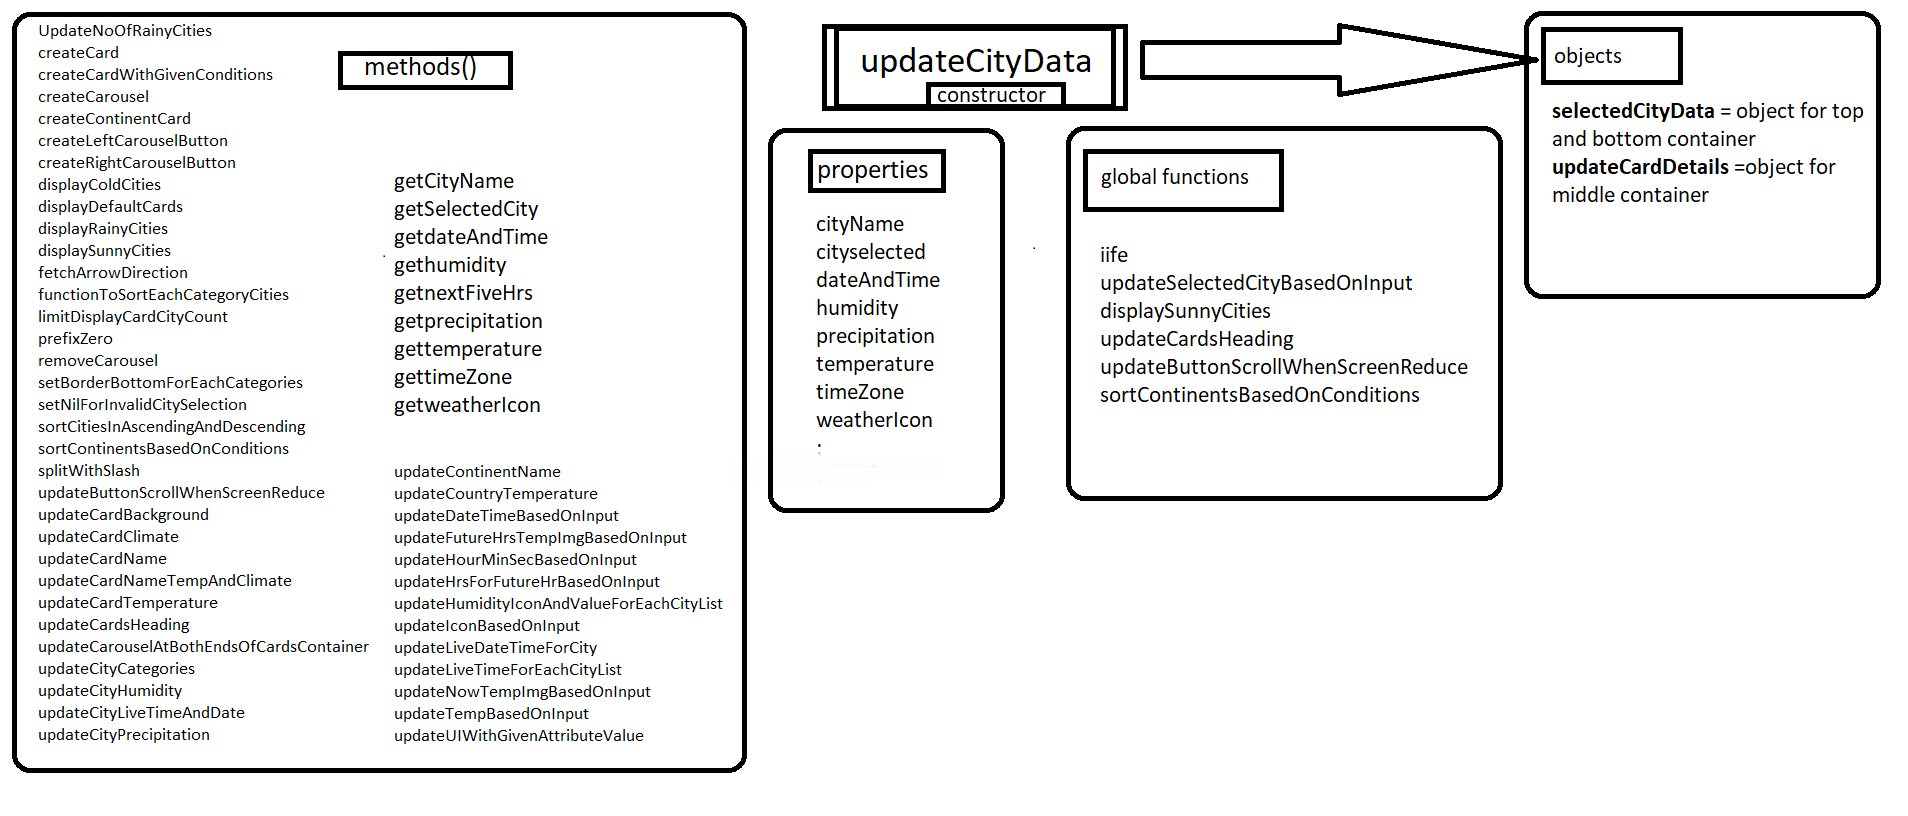 UpdateNoOfRainyCities
createCard
createCardWithGivenConditions
createCarousel
createContinentCard
createLeftCarouselButton
createRightCarouselButton
displayColdCities
displayDefaultCards
displayRainyCities
displaySunnyCities
fetchArrowDirection
functionToSortEachCategoryCities
limitDisplayCardCityCount
prefixZero
removeCarousel
setBorderBottomForEachCategories
setNilForInvalidCitySelection
sortCitiesInAscendingAndDescending
sortContinentsBasedOnConditions
splitWithSlash
updateButtonScrollWhenScreenReduce
updateCardBackground
updateCardClimate
updateCardName
updateCardNameTempAndClimate
updateCardTemperature
updateCardsHeading
updateCarouselAtBothEndsOfCardsContainer
updateCityCategories
updateCityHumidity
updateCityLiveTimeAndDate
updateCityPrecipitation
methods()
getCityName
getSelectedCity
getdateAndTime
gethumidity
getnextFiveHrs
getprecipitation
gettemperature
gettimeZone
getweatherIcon
updateContinentName
updateCountryTemperature
updateDateTimeBasedOnInput
updateFutureHrsTempImgBasedOnInput
updateHourMinSecBasedOnInput
updateHrsForFutureHrBasedOnInput
updateHumidityIconAndValueForEachCityList
updateIconBasedOnInput
updateLiveDateTimeForCity
updateLiveTimeForEachCityList
updateNowTempImgBasedOnInput
updateTempBasedOnInput
updateUIWithGivenAttributeValue
updateCityData
constructor
properties
cityName
cityselected
dateAndTime
humidity
precipitation
temperature
timeZone
weatherIcon
:
global functions
iife
updateSelectedCityBasedOnInput
displaySunnyCities
updateCardsHeading
updateButtonScrollWhenScreenReduce
sortContinentsBasedOnConditions
objects
selectedCityData = object for top
and bottom container
updateCardDetails =object for
middle container